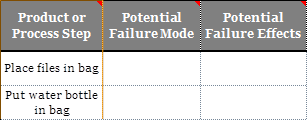 Product or
Process Step
Potential
Failure Mode
Potential
Failure Effects
Place files in bag
Put water bottle
in bag